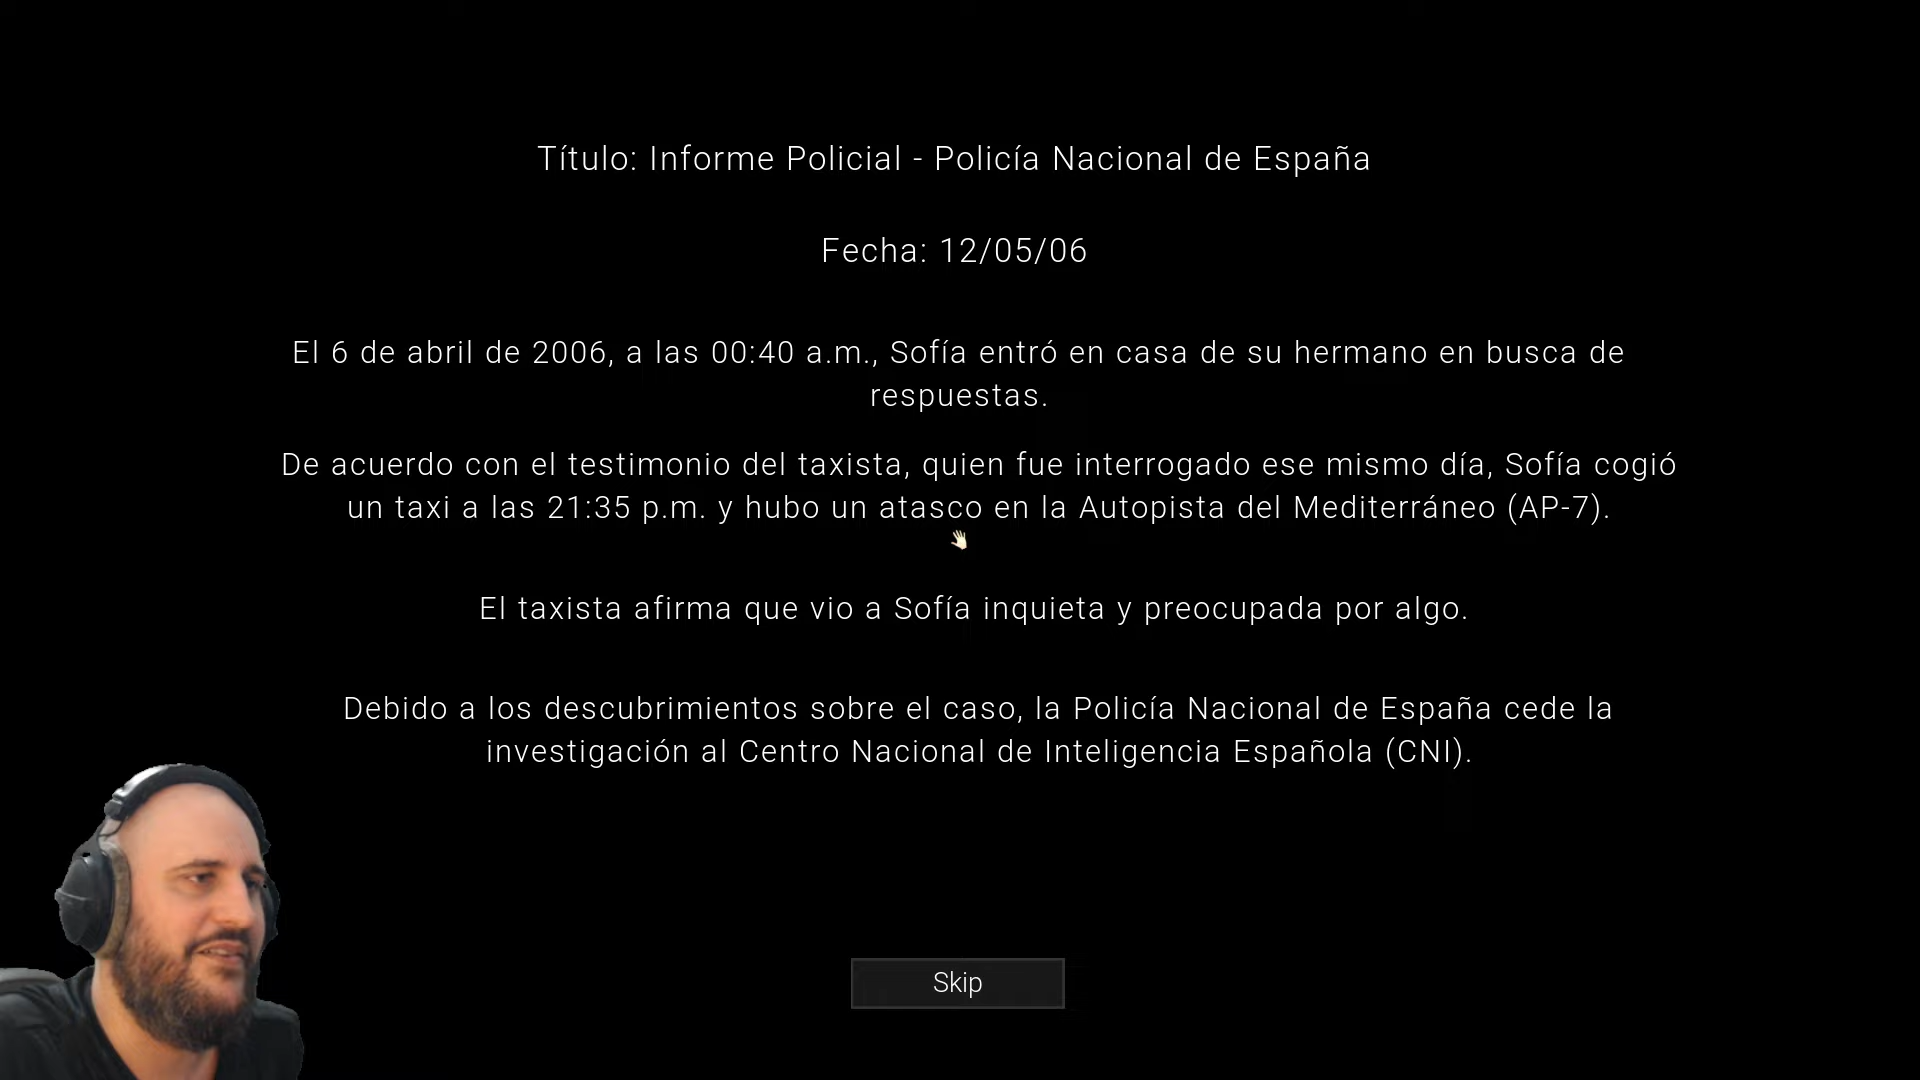 Título: Informe Policial - Policía Nacional de España
Fecha: 12/05/06
El 6 de abril de 2006, a las 00:40 a.m., Sofía entró en casa de su hermano en busca de
respuestas.
De acuerdo con el testimonio del taxista, quien fue interrogado ese mismo día, Sofía cogió
un taxi a las 21:35 p.m. y hubo un atasco en la Autopista del Mediterráneo (AP-7).
El taxista afirma que vio a Sofía inquieta y preocupada por algo.
Debido a los descubrimientos sobre el caso, la Policía Nacional de España cede la
investigación al Centro Nacional de Inteligencia Española (CNI).
Skip